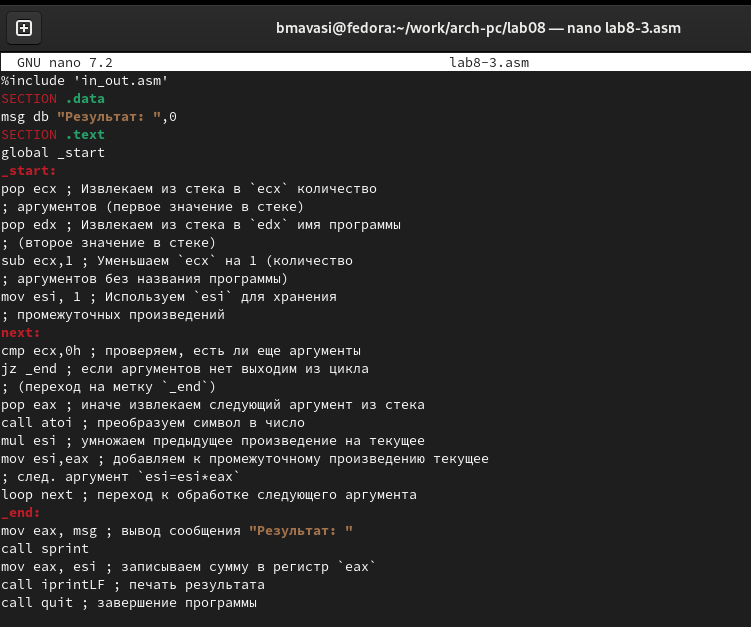 bmavasi@fedora:~/work/arch-pc/lab08 — nano lab8-3.asm
GNU nano 7.2 lab8-3.asm
%include 'in_out.asm'
SECTION .data
msg db "Результат: ",0
SECTION .text
global _start
_start:
pop ecx ; Извлекаем из стека в `ecx` количество
; аргументов (первое значение в стеке)
pop edx ; Извлекаем из стека в `edx` имя программы
; (второе значение в стеке)
sub ecx,1 ; Уменьшаем `ecx` на 1 (количество
; аргументов без названия программы)
mov esi, 1 ; Используем `esi` для хранения
; промежуточных произведений
next:
cmp ecx,0h ; проверяем, есть ли еще аргументы
jz _end ; если аргументов нет выходим из цикла
; (переход на метку `_end`)
pop eax ; иначе извлекаем следующий аргумент из стека
call atoi ; преобразуем символ в число
mul esi ; умножаем предыдущее произведение на текущее
mov esi,eax ; добавляем к промежуточному произведению текущее
; след. аргумент `esi=esi*eax`
loop next ; переход к обработке следующего аргумента
_end:
mov eax, msg ; вывод сообщения "Результат: "
call sprint
mov eax, esi ; записываем сумму в регистр `eax`
call iprintLF ; печать результата
call quit ; завершение программы